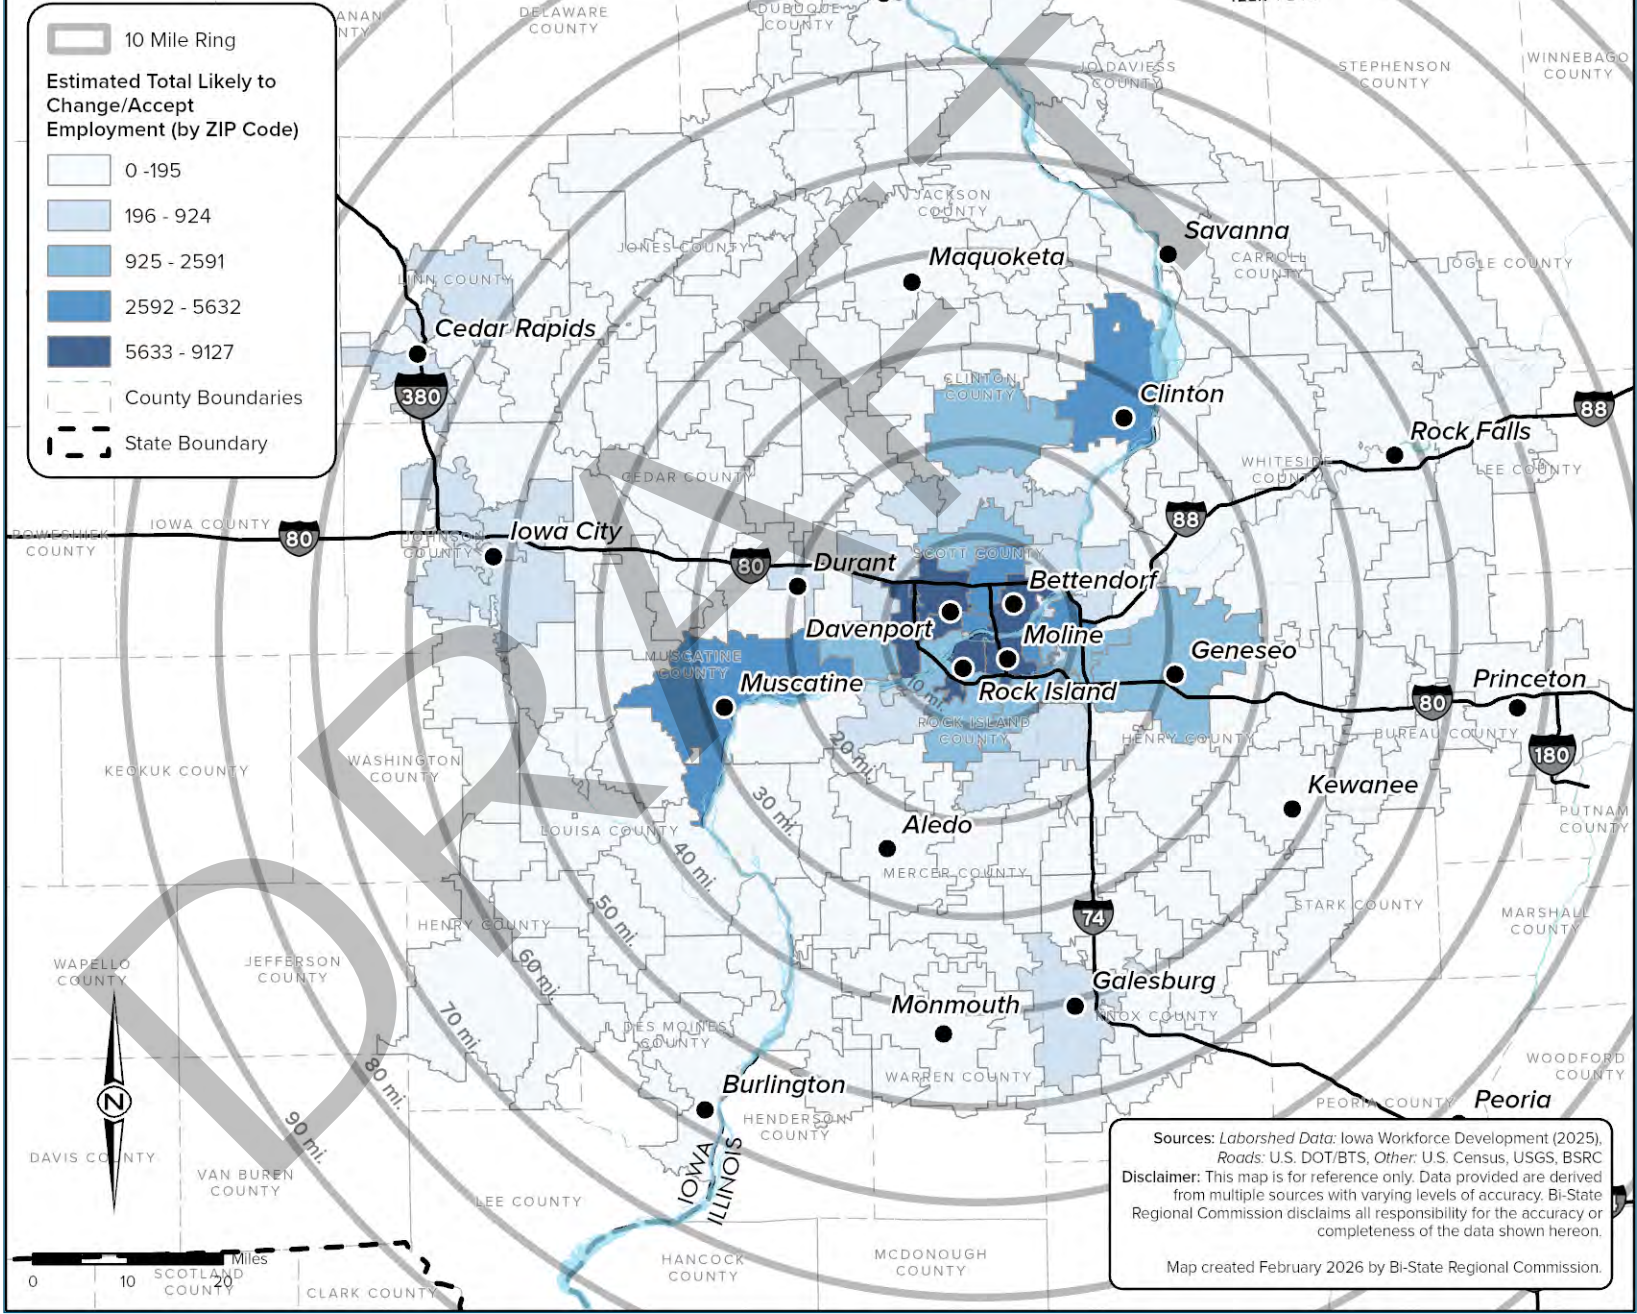 DELAWARE
COUNTY
DUBUQUE
COUNTY
JO DAVIESS
COUNTY
STEPHENSON
COUNTY
WINNEBAGO
COUNTY
10 Mile Ring
Estimated Total Likely to
Change/Accept
Employment (by ZIP Code)
0 -195
196 - 924
925 - 2591
2592 - 5632
5633 - 9127
County Boundaries
State Boundary
DRAFT
JACKSON
COUNTY
Savanna
JONES COUNTY
Maquoketa
CARROLL
COUNTY
OGLE COUNTY
LINN COUNTY
Cedar Rapids
380
CLINTON
COUNTY
Clinton
88
Rock Falls
CEDAR COUNTY
WHITESIDE
COUNTY
LEE COUNTY
POWESHIEK
COUNTY
IOWA COUNTY
80
JOHNSON
COUNTY
Iowa City
80
Durant
SCOTT COUNTY
88
Bettendorf
Davenport
Moline
MUSCATINE
COUNTY
Muscatine
Rock Island
Geneseo
Princeton
80
10 mi.
ROCK ISLAND
COUNTY
HENRY COUNTY
BUREAU COUNTY
180
KEOKUK COUNTY
WASHINGTON
COUNTY
20 mi.
Kewanee
30 mi.
PUTNAM
COUNTY
LOUISA COUNTY
Aledo
40 mi.
MERCER COUNTY
74
STARK COUNTY
MARSHALL
COUNTY
HENRY COUNTY
50 mi.
WAPELLO
COUNTY
JEFFERSON
COUNTY
60 mi.
Galesburg
Monmouth
KNOX COUNTY
70 mi.
DES MOINES
COUNTY
80 mi.
WARREN COUNTY
WOODFORD
COUNTY
N
Burlington
PEORIA COUNTY
Peoria
HENDERSON
COUNTY
90 mi.
DAVIS COUNTY
VAN BUREN
COUNTY
IOWA
ILLINOIS
LEE COUNTY
HANCOCK
COUNTY
MCDONOUGH
COUNTY
Miles
0 10 20
SCOTLAND
COUNTY
CLARK COUNTY
Sources: Laborshed Data: Iowa Workforce Development (2025),
Roads: U.S. DOT/BTS, Other: U.S. Census, USGS, BSRC
Disclaimer: This map is for reference only. Data provided are derived
from multiple sources with varying levels of accuracy. Bi-State
Regional Commission disclaims all responsibility for the accuracy or
completeness of the data shown hereon.
Map created February 2026 by Bi-State Regional Commission.